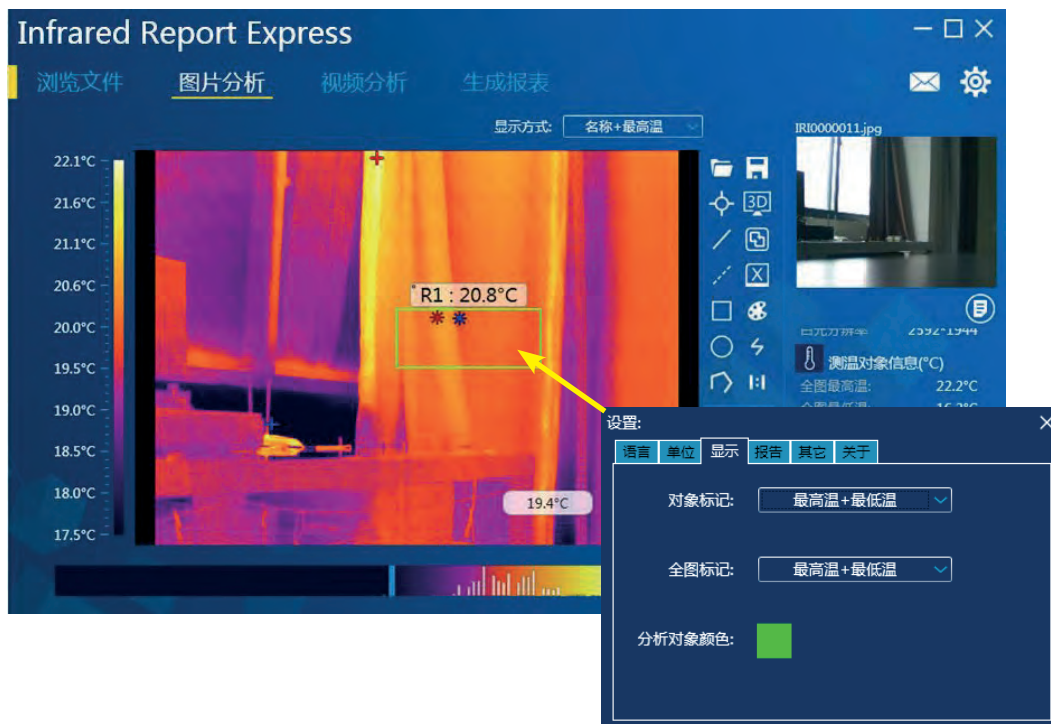 Infrared Report Express
浏览文件 图片分析 视频分析 生成报表
显示方式: 名称+最高温
IRI0000011.jpg
22.1°C
21.6°C
21.1°C
20.6°C
20.0°C
19.5°C
19.0°C
18.5°C
18.0°C
17.5°C
3D
X
1:1
R1 : 20.8°C
19.4°C
2592*1944
测温对象信息(°C)
全图最高温: 22.2°C
设置:
语言 单位 显示 报告 其它 关于
对象标记: 最高温+最低温
全图标记: 最高温+最低温
分析对象颜色: